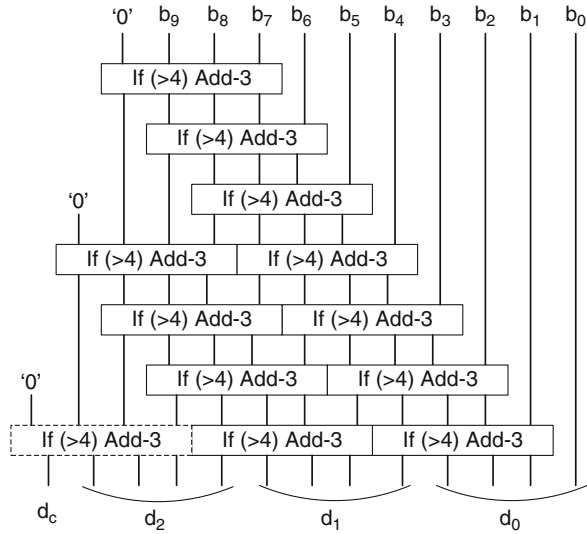 ‘0’ b₉ b₈ b₇ b₆ b₅ b₄ b₃ b₂ b₁ b₀
If (>4) Add-3
If (>4) Add-3
If (>4) Add-3
‘0’
If (>4) Add-3 If (>4) Add-3
If (>4) Add-3 If (>4) Add-3
If (>4) Add-3 If (>4) Add-3
‘0’
If (>4) Add-3 If (>4) Add-3 If (>4) Add-3
d_c d₂ d₁ d₀